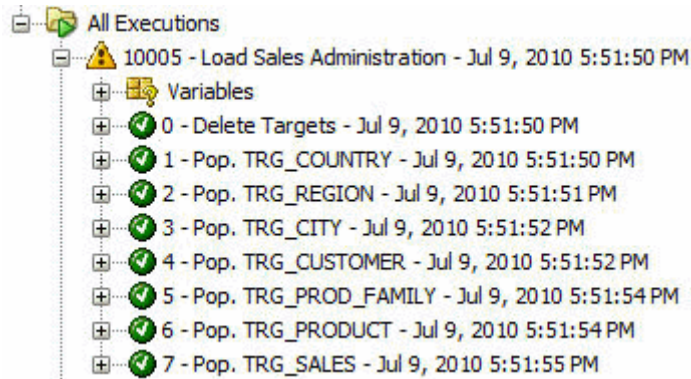 All Executions
10005 - Load Sales Administration - Jul 9, 2010 5:51:50 PM
Variables
0 - Delete Targets - Jul 9, 2010 5:51:50 PM
1 - Pop. TRG_COUNTRY - Jul 9, 2010 5:51:50 PM
2 - Pop. TRG_REGION - Jul 9, 2010 5:51:51 PM
3 - Pop. TRG_CITY - Jul 9, 2010 5:51:52 PM
4 - Pop. TRG_CUSTOMER - Jul 9, 2010 5:51:52 PM
5 - Pop. TRG_PROD_FAMILY - Jul 9, 2010 5:51:54 PM
6 - Pop. TRG_PRODUCT - Jul 9, 2010 5:51:54 PM
7 - Pop. TRG_SALES - Jul 9, 2010 5:51:55 PM